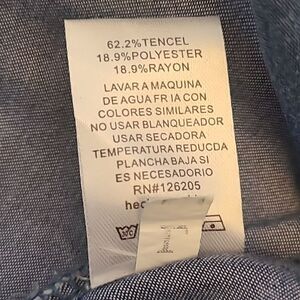 62.2%TENCEL
18.9%POLYESTER
18.9%RAYON
LAVAR A MAQUINA
DE AGUA FR IA CON
COLORES SIMILARES
NO USAR BLANQUEADOR
USAR SECADORA
TEMPERATURA REDUCDA
PLANCHA BAJA SI
ES NECESADORIO
RN#126205